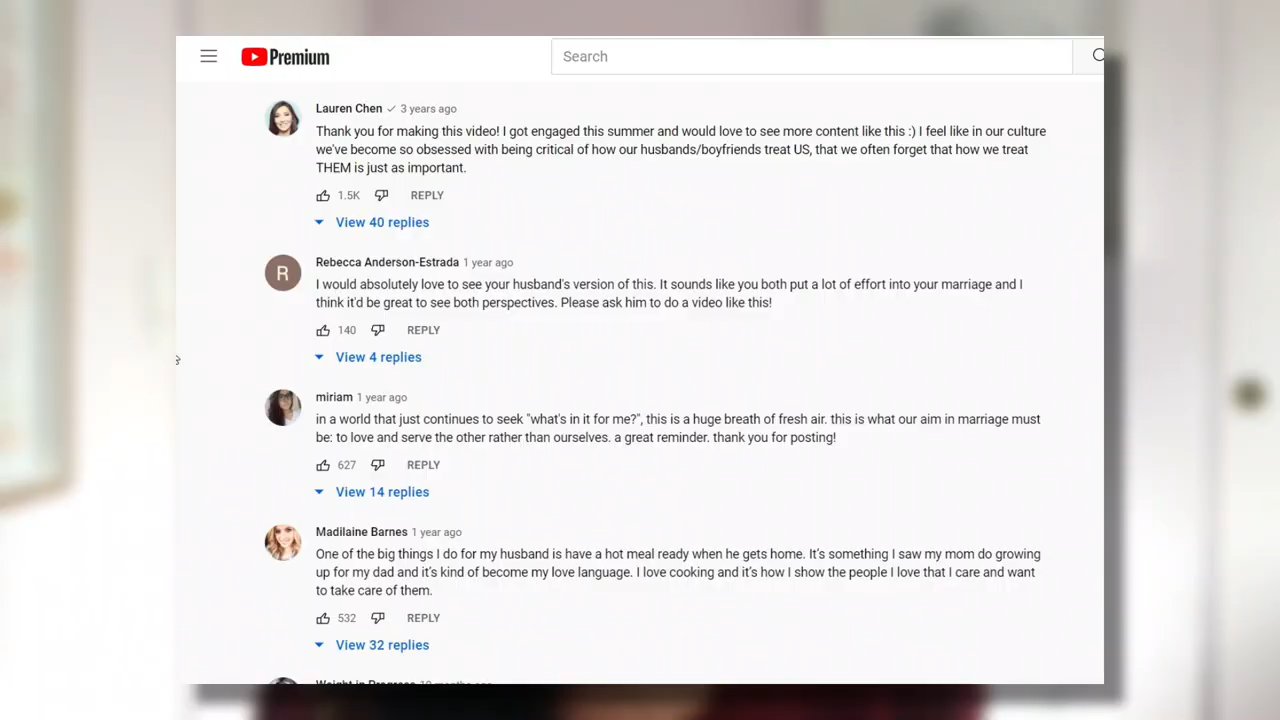 Premium
Search
Lauren Chen 3 years ago
Thank you for making this video! I got engaged this summer and would love to see more content like this :) I feel like in our culture
we've become so obsessed with being critical of how our husbands/boyfriends treat US, that we often forget that how we treat
THEM is just as important.
1.5K REPLY
View 40 replies
R
Rebecca Anderson-Estrada 1 year ago
I would absolutely love to see your husband's version of this. It sounds like you both put a lot of effort into your marriage and I
think it'd be great to see both perspectives. Please ask him to do a video like this!
140 REPLY
View 4 replies
miriam 1 year ago
in a world that just continues to seek "what's in it for me?", this is a huge breath of fresh air. this is what our aim in marriage must
be: to love and serve the other rather than ourselves. a great reminder. thank you for posting!
627 REPLY
View 14 replies
Madilaine Barnes 1 year ago
One of the big things I do for my husband is have a hot meal ready when he gets home. It's something I saw my mom do growing
up for my dad and it's kind of become my love language. I love cooking and it's how I show the people I love that I care and want
to take care of them.
532 REPLY
View 32 replies